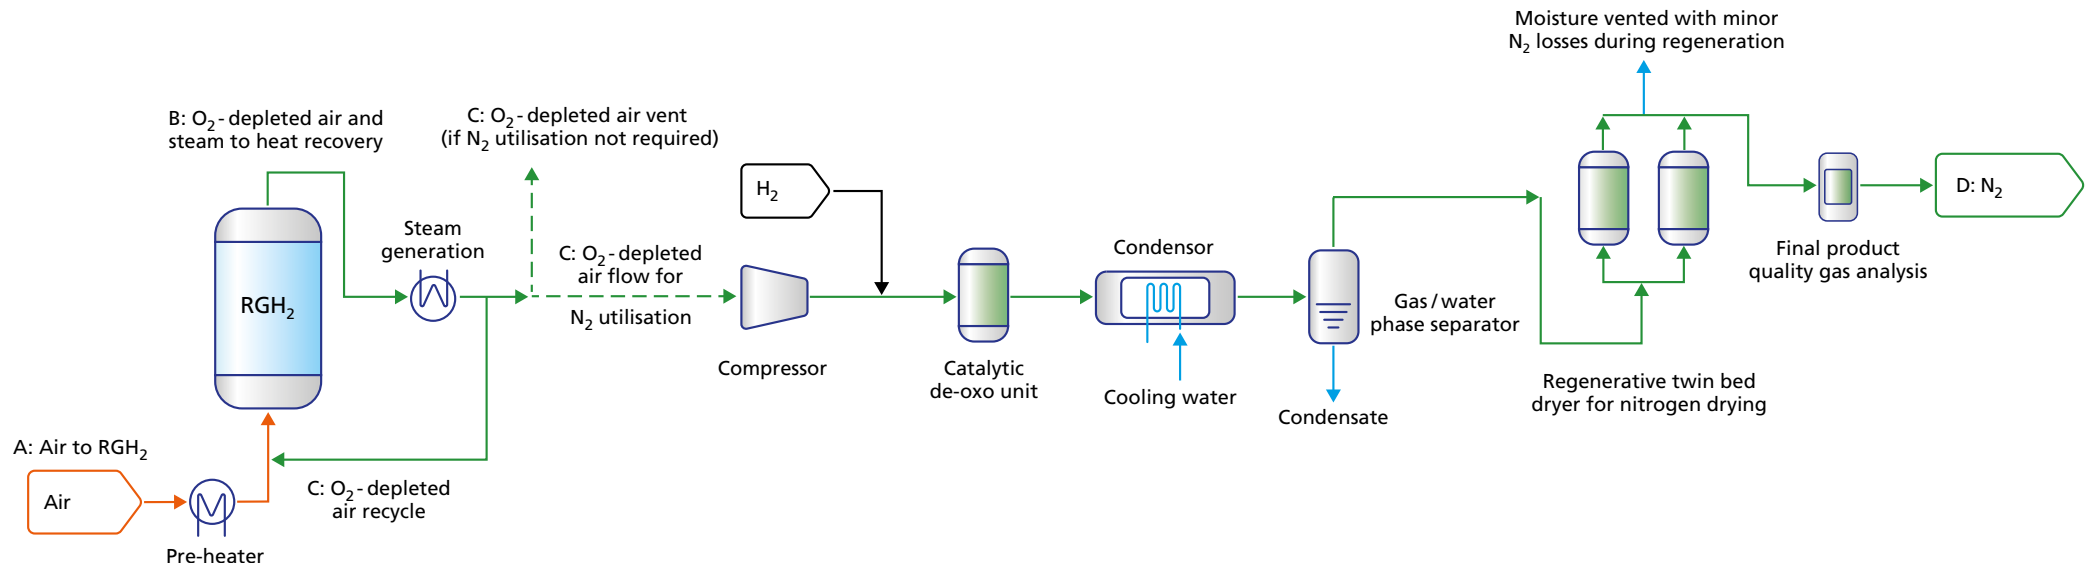 Moisture vented with minor
N₂ losses during regeneration
B: O₂-depleted air and
steam to heat recovery
C: O₂-depleted air vent
(if N₂ utilisation not required)
H₂
D: N₂
Steam
generation
C: O₂-depleted
air flow for
N₂ utilisation
RGH₂
Condensor
Final product
quality gas analysis
Gas/water
phase separator
Compressor
Catalytic
de-oxo unit
Cooling water
Condensate
Regenerative twin bed
dryer for nitrogen drying
A: Air to RGH₂
Air
C: O₂-depleted
air recycle
Pre-heater